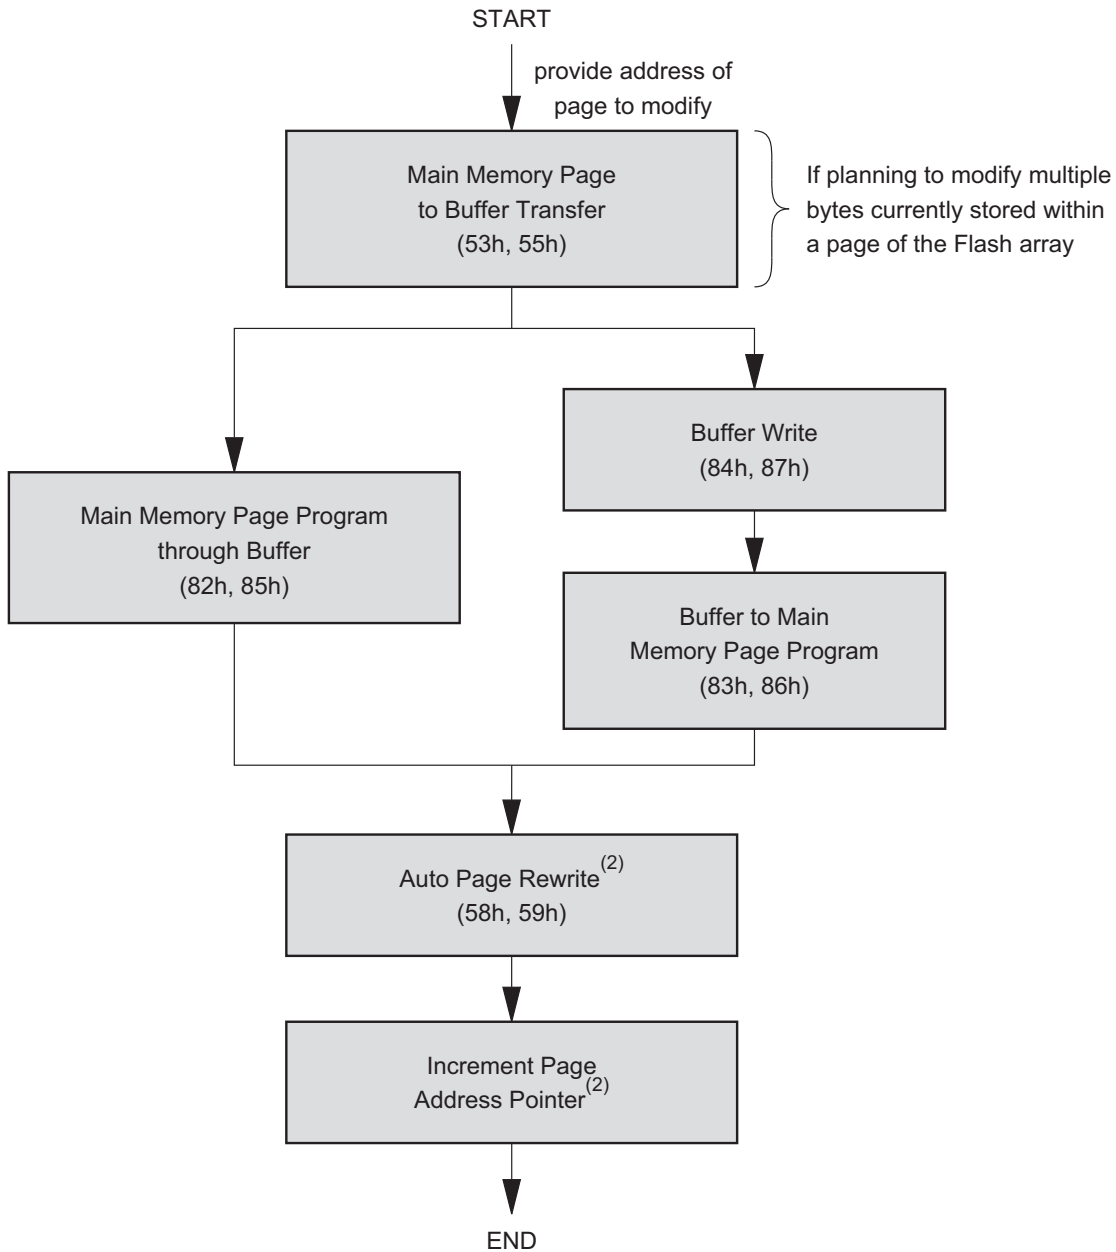 START
provide address of
page to modify
Main Memory Page
to Buffer Transfer
(53h, 55h)
If planning to modify multiple
bytes currently stored within
a page of the Flash array
Buffer Write
(84h, 87h)
Main Memory Page Program
through Buffer
(82h, 85h)
Buffer to Main
Memory Page Program
(83h, 86h)
Auto Page Rewrite(2)
(58h, 59h)
Increment Page
Address Pointer(2)
END